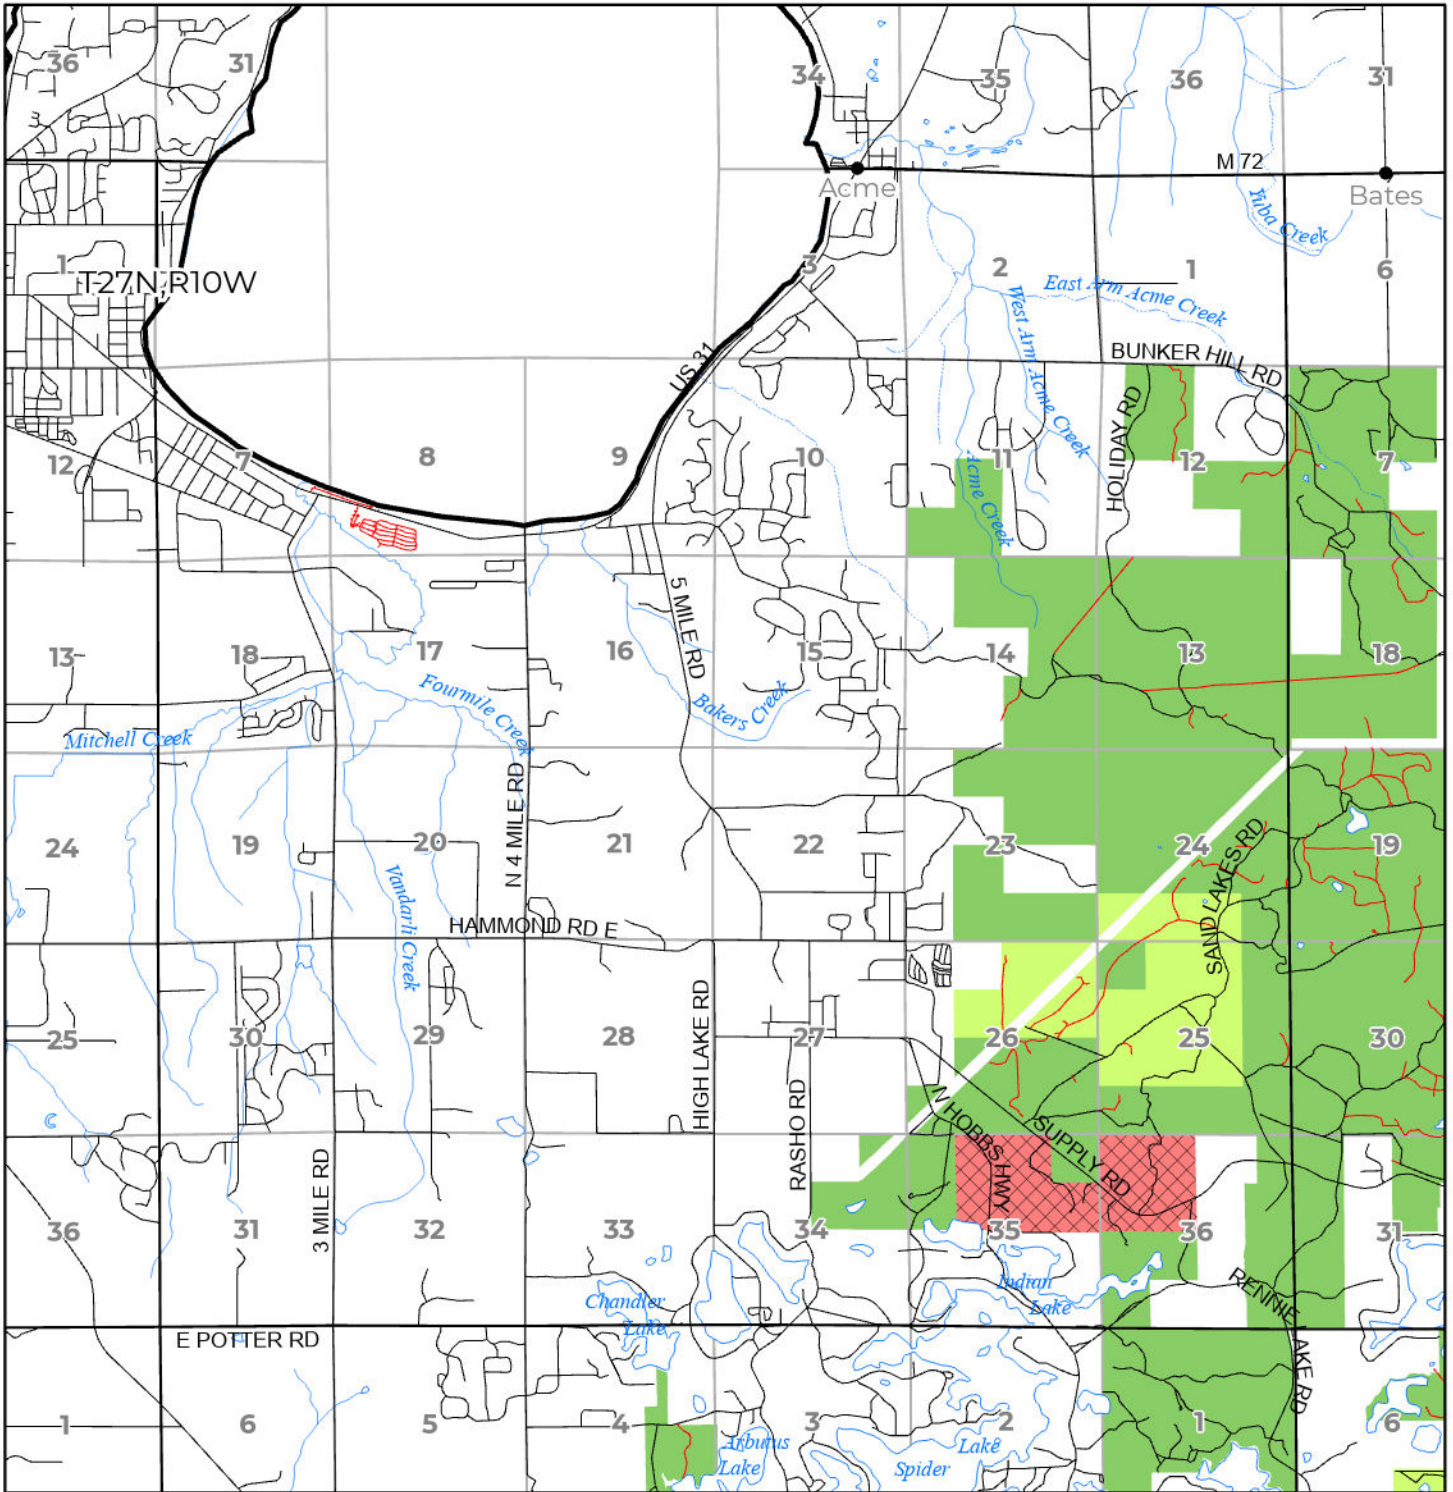 36
31
34
35
36
31
M 72
Acme
Bates
Yuba Creek
1
T27N,R10W
3
2
1
6
East Arm Acme Creek
West Arm Acme Creek
US 31
BUNKER HILL RD
HOLIDAY RD
12
7
8
9
10
11
12
7
Acme Creek
5 MILE RD
13
18
17
16
15
14
13
18
Fourmile Creek
Bakers Creek
Mitchell Creek
N 4 MILE RD
24
19
20
21
22
23
24
19
SAND LAKES RD
Vandarli Creek
HAMMOND RD E
HIGH LAKE RD
25
30
29
28
27
26
25
30
RASHO RD
N HOBBS HWY
SUPPLY RD
3 MILE RD
36
31
32
33
34
35
36
31
Chandler
Lake
Indian
Lake
RENNIE LAKE RD
E POTTER RD
1
6
5
4
3
2
1
6
Arbutus
Lake
Lake
Spider